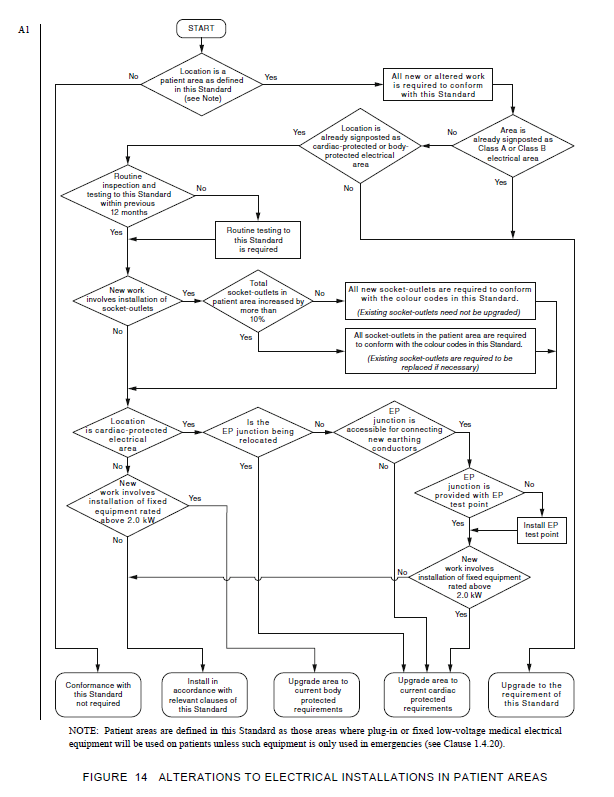 A1
START
Location is a
patient area as defined
in this Standard
(see Note)
No
Yes
All new or altered work
is required to conform
with this Standard
Area is
already signposted as
Class A or Class B
electrical area
No
Yes
Location is
already signposted as
cardiac-protected or body-
protected electrical
area
Yes
No
Routine
inspection and
testing to this Standard
within previous
12 months
No
Yes
Routine testing to
this Standard
is required
New work
involves installation of
socket-outlets
Yes
No
Total
socket-outlets in
patient area increased by
more than
10%
No
Yes
All new socket-outlets are required to conform
with the colour codes in this Standard.
(Existing socket-outlets need not be upgraded)
All socket-outlets in the patient area are required
to conform with the colour codes in this Standard.
(Existing socket-outlets are required to be
replaced if necessary)
Location
is cardiac-protected
electrical
area
Yes
No
Is the
EP junction being
relocated
No
Yes
EP
junction is
accessible for connecting
new earthing
conductors
Yes
No
New
work involves
installation of fixed
equipment rated
above 2.0 kW
Yes
No
EP
junction is
provided with EP
test point
No
Yes
Install EP
test point
New
work involves
installation of fixed equipment
rated above
2.0 kW
No
Yes
Conformance with
this Standard
not required
Install in
accordance with
relevant clauses of
this Standard
Upgrade area to
current body
protected
requirements
Upgrade area to
current cardiac
protected
requirements
Upgrade to the
requirement of
this Standard
NOTE: Patient areas are defined in this Standard as those areas where plug-in or fixed low-voltage medical electrical
equipment will be used on patients unless such equipment is only used in emergencies (see Clause 1.4.20).
FIGURE 14 ALTERATIONS TO ELECTRICAL INSTALLATIONS IN PATIENT AREAS